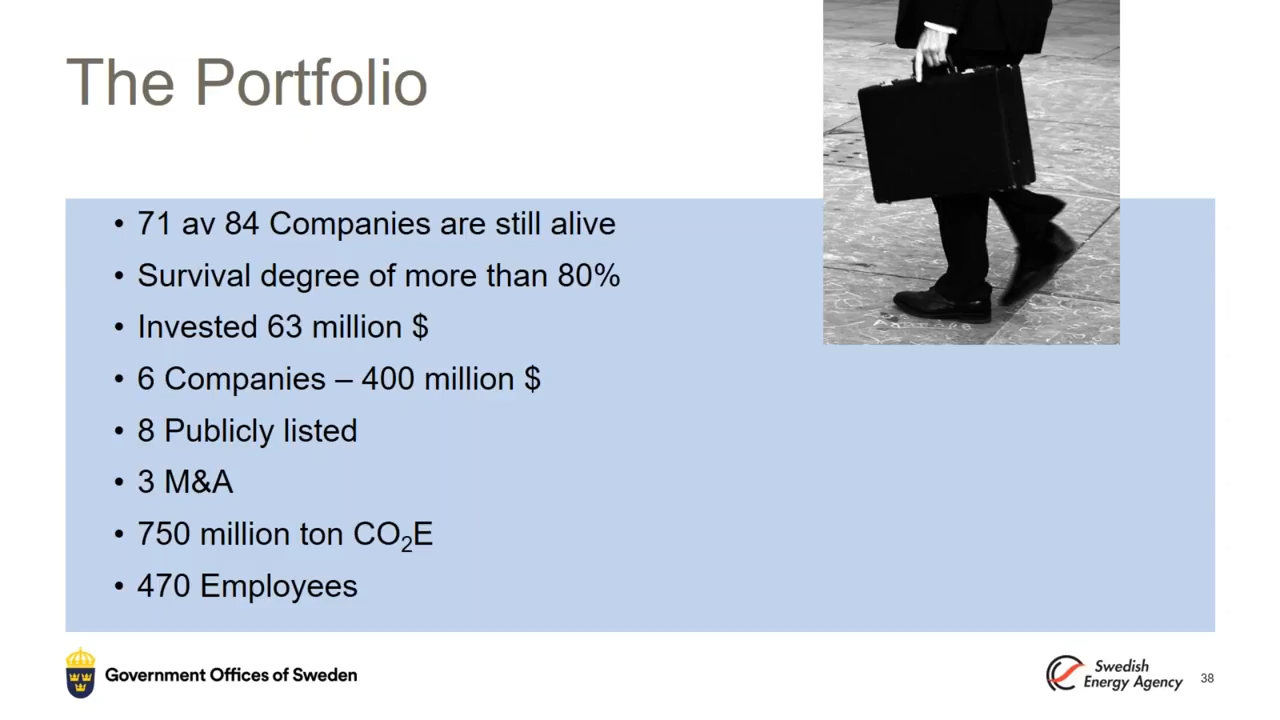 The Portfolio
• 71 av 84 Companies are still alive
• Survival degree of more than 80%
• Invested 63 million $
• 6 Companies – 400 million $
• 8 Publicly listed
• 3 M&A
• 750 million ton CO₂E
• 470 Employees
Government Offices of Sweden
Swedish
Energy Agency
38